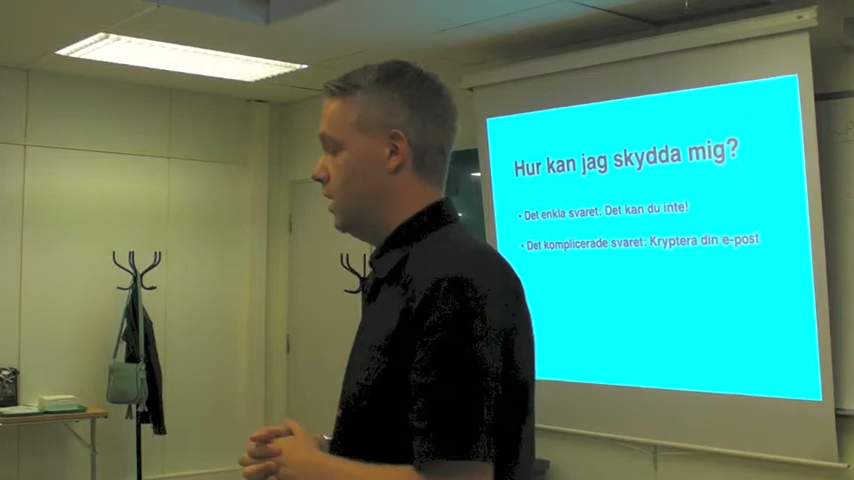 Hur kan jag skydda mig?
• Det enkla svaret: Det kan du inte!
• Det komplicerade svaret: Kryptera din e-post